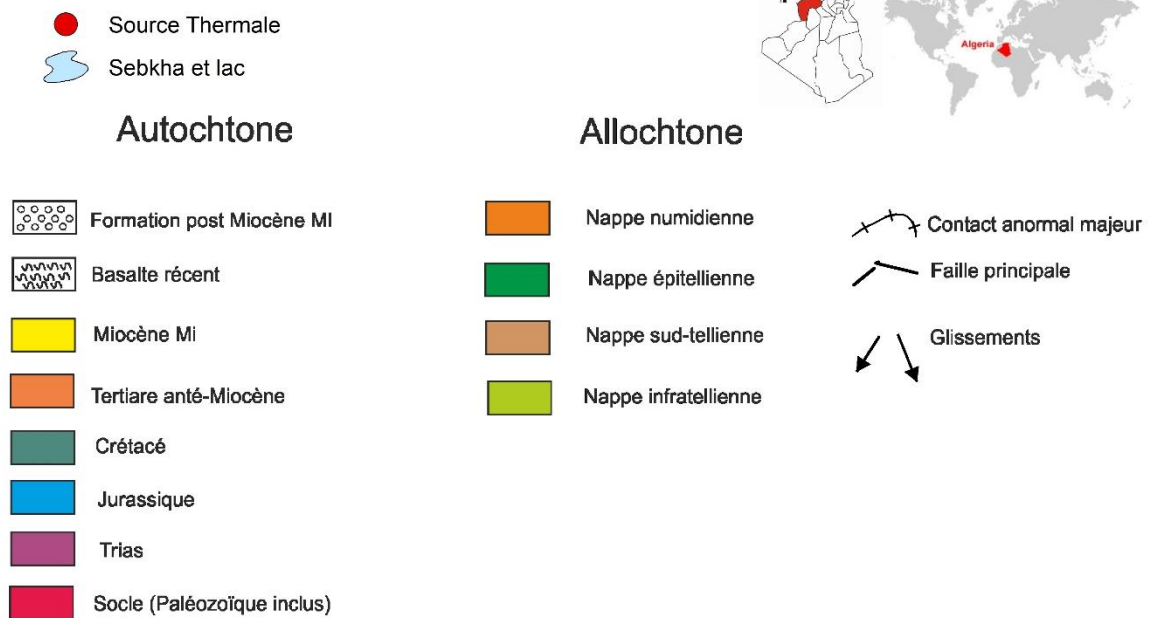 Source Thermale
Sebkha et lac
Algeria
Autochtone
Formation post Miocène MI
Basalte récent
Miocène Mi
Tertiare anté-Miocène
Crétacé
Jurassique
Trias
Socle (Paléozoïque inclus)
Allochtone
Nappe numidienne
Nappe épitellienne
Nappe sud-tellienne
Nappe infratellienne
Contact anormal majeur
Faille principale
Glissements